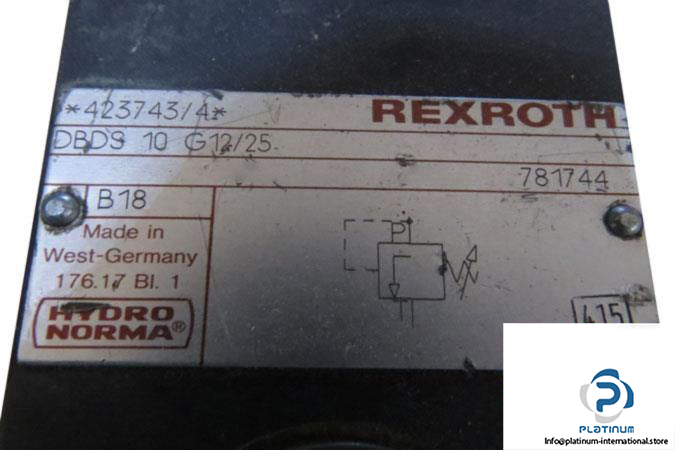 *423743/4*
REXROTH
DBDS 10 G12/25
781744
B18
Made in
West-Germany
176.17 Bl. 1
HYDRO
NORMA®
P
415
PLATINUM
Info@platinum-international.store